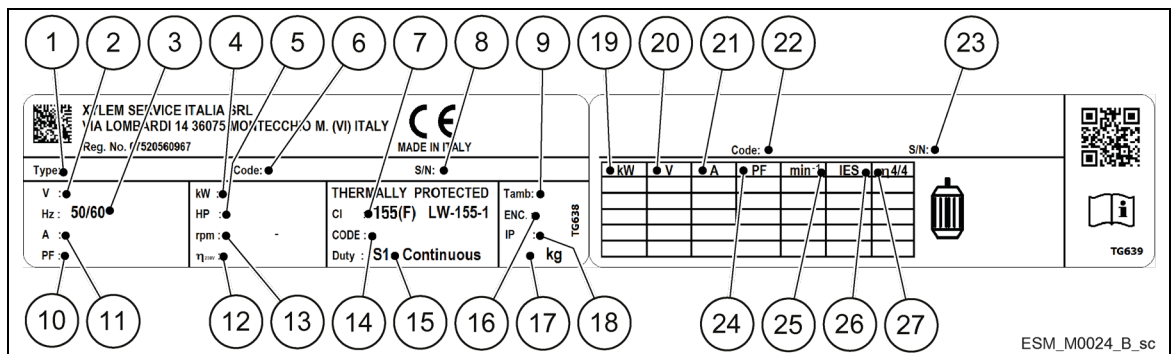 1 2 3 4 5 6 7 8 9 19 20 21 22 23
XYLEM SERVICE ITALIA SRL
VIA LOMBARDI 14 36075 MONTECCHIO M. (VI) ITALY
Reg. No. 07520560967
CE
MADE IN ITALY
Type: Code: S/N:
V : kW : THERMALLY PROTECTED Tamb:
Hz : 50/60 HP : Cl : 155(F) LW-155-1 ENC.
A : rpm : - CODE : IP :
PF : η : Duty : S1 Continuous kg
TG638
Code: S/N:
kW V A PF min-1 IES η4/4
i
TG639
10 11 12 13 14 15 16 17 18 24 25 26 27
ESM_M0024_B_sc